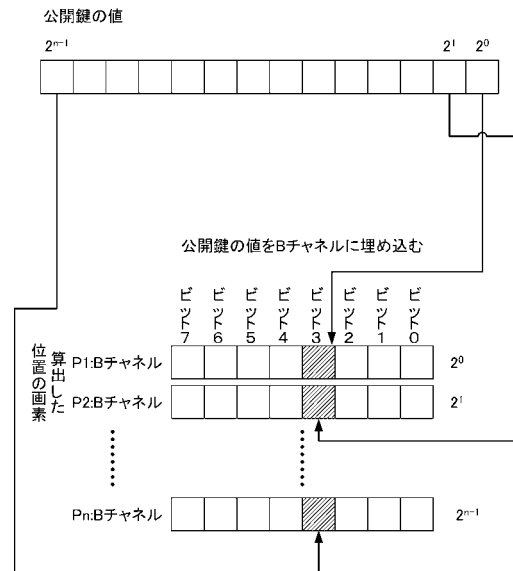 公開鍵の値
2ⁿ⁻¹ 2¹ 2⁰
公開鍵の値をBチャネルに埋め込む
ビット7 ビット6 ビット5 ビット4 ビット3 ビット2 ビット1 ビット0
算出した
位置の画素
P1:Bチャネル 2⁰
P2:Bチャネル 2¹
Pn:Bチャネル 2ⁿ⁻¹